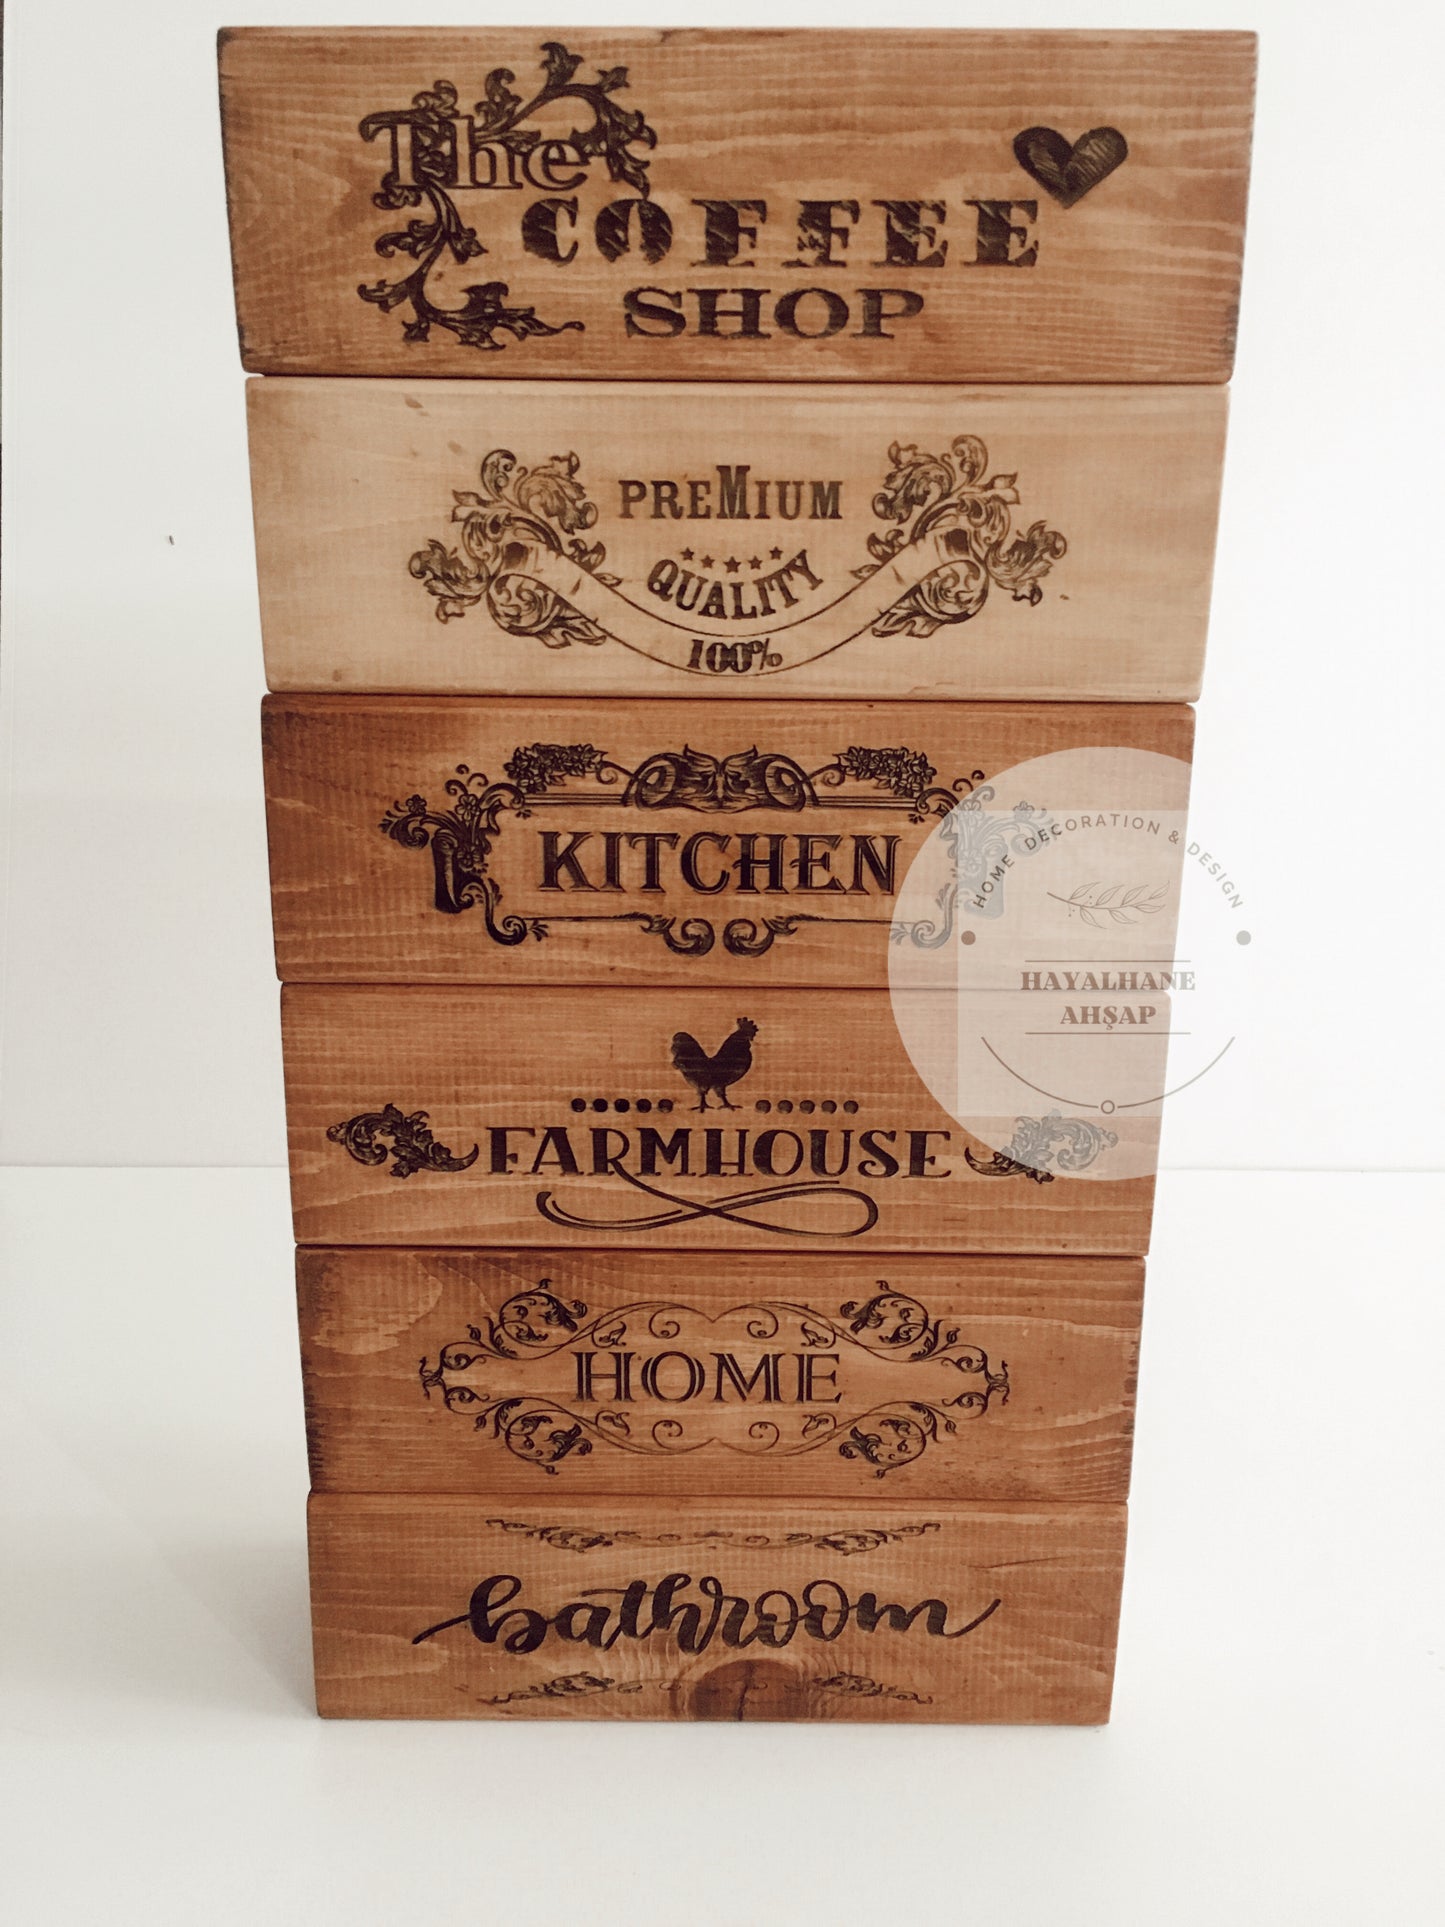 The
COFFEE
SHOP
PREMIUM
QUALITY
100%
KITCHEN
HOME DECORATION & DESIGN
HAYALHANE
AHŞAP
FARMHOUSE
HOME
bathroom